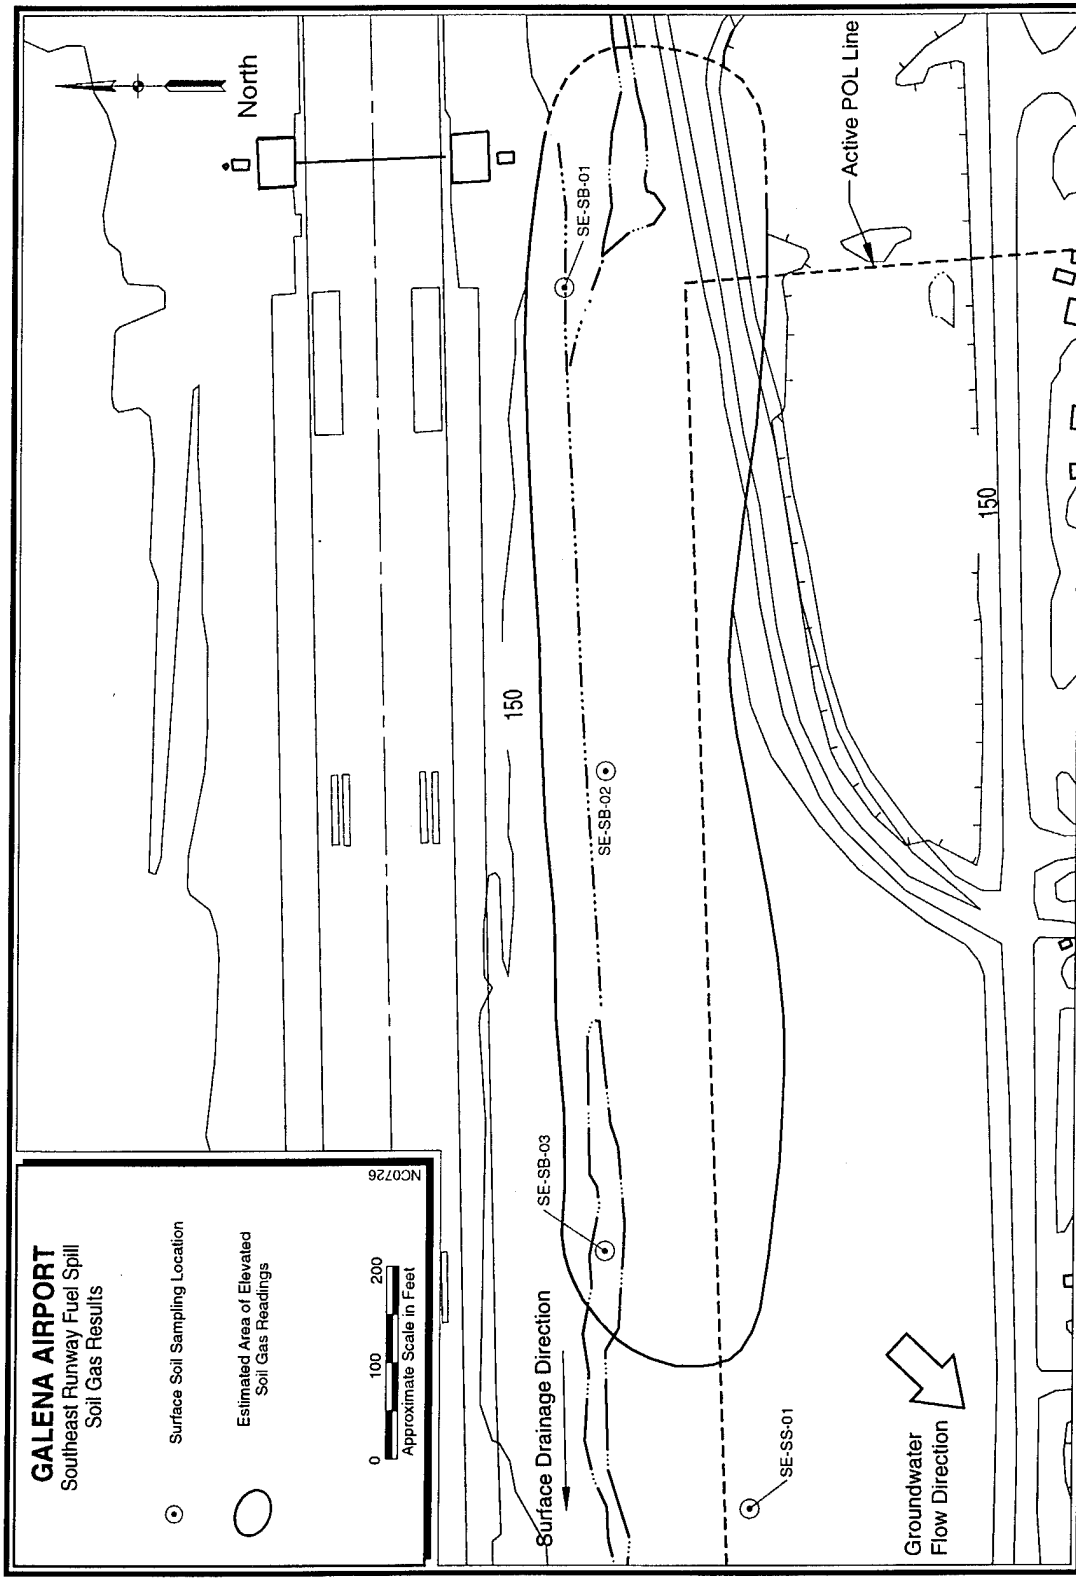 GALENA AIRPORT
Southeast Runway Fuel Spill
Soil Gas Results
Surface Soil Sampling Location
Estimated Area of Elevated
Soil Gas Readings
0 100 200
Approximate Scale in Feet
NC0726
North
SE-SB-01
Active POL Line
150
SE-SB-02
150
SE-SB-03
Surface Drainage Direction
SE-SS-01
Groundwater
Flow Direction